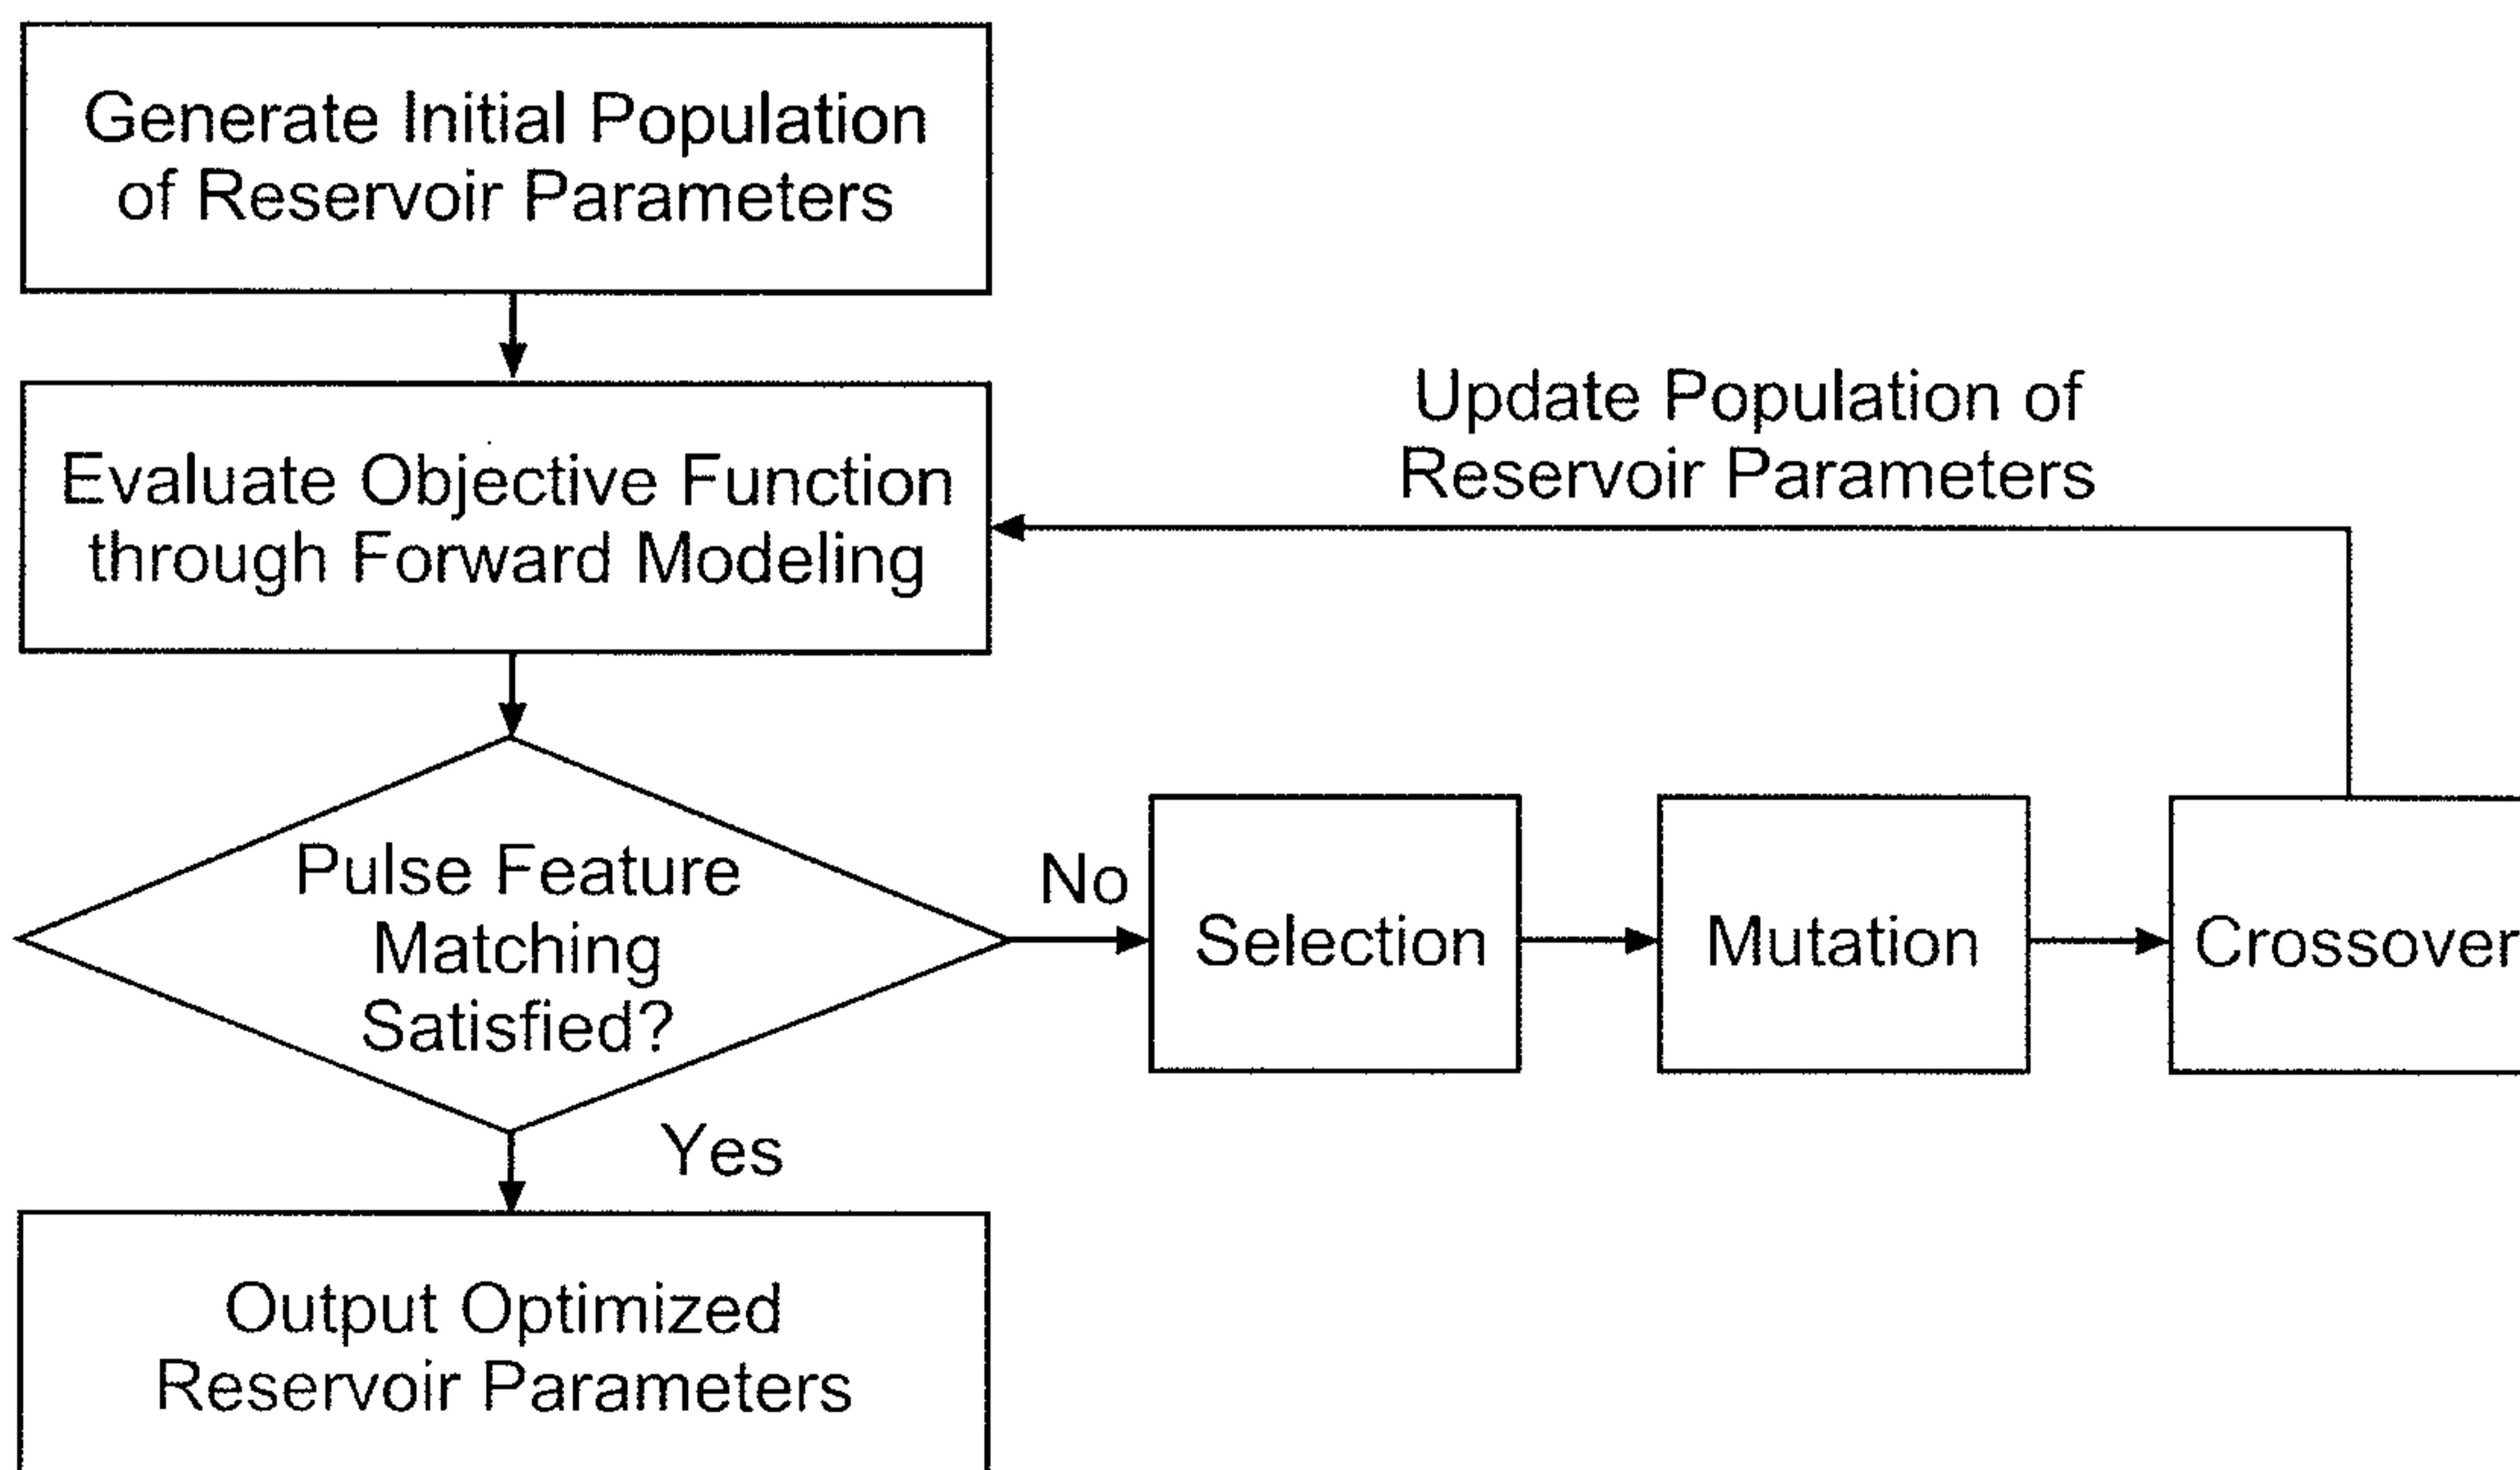 Generate Initial Population
of Reservoir Parameters
Evaluate Objective Function
through Forward Modeling
Update Population of
Reservoir Parameters
Pulse Feature
Matching
Satisfied?
No
Selection
Mutation
Crossover
Yes
Output Optimized
Reservoir Parameters